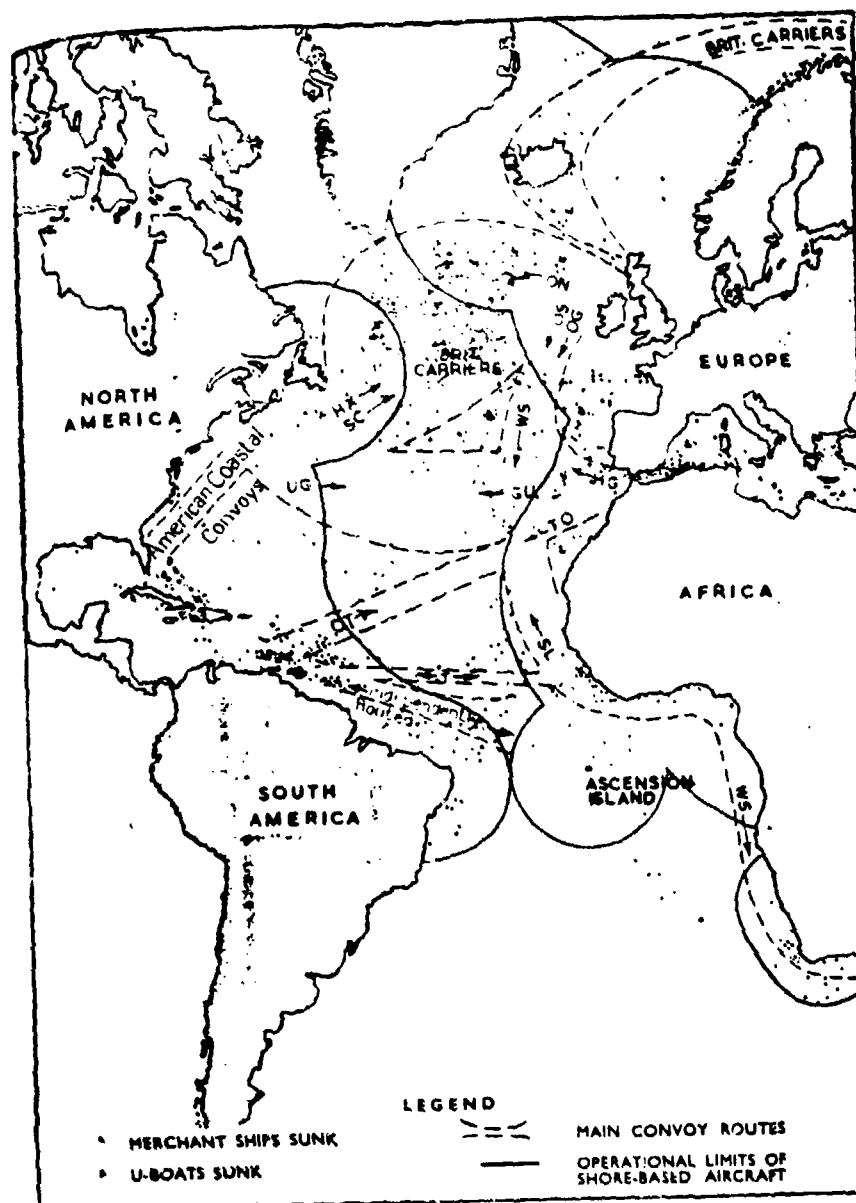 BRIT. CARRIERS
ON
OS
OG
BRIT.
CARRIERS
EUROPE
NORTH
AMERICA
HX
SC
WS
American Coastal
Convoys
UG
GU
HG
TO
AFRICA
OT
SL
Routed
ASCENSION
ISLAND
SOUTH
AMERICA
WS
LEGEND
MERCHANT SHIPS SUNK
U-BOATS SUNK
MAIN CONVOY ROUTES
OPERATIONAL LIMITS OF
SHORE-BASED AIRCRAFT